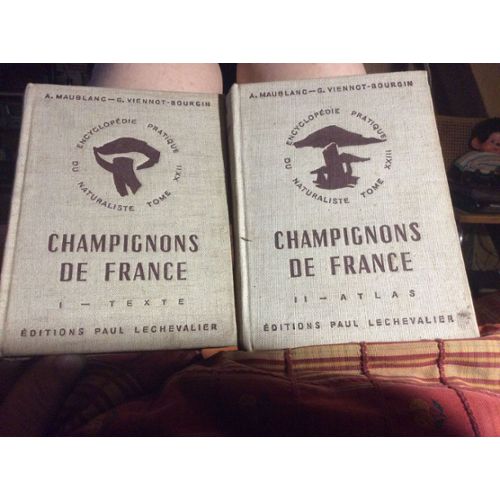 A. MAUBLANC — G. VIENNOT-BOURGIN
ENCYCLOPÉDIE PRATIQUE
DU NATURALISTE TOME XXII
CHAMPIGNONS
DE FRANCE
I — TEXTE
ÉDITIONS PAUL LECHEVALIER
A. MAUBLANC — G. VIENNOT-BOURGIN
ENCYCLOPÉDIE PRATIQUE
DU NATURALISTE TOME XXIII
CHAMPIGNONS
DE FRANCE
II — ATLAS
ÉDITIONS PAUL LECHEVALIER